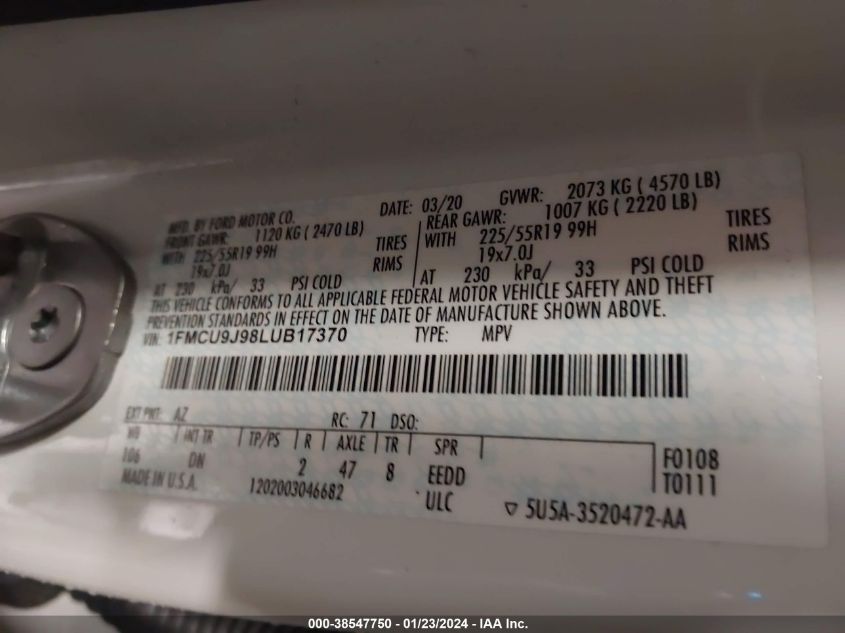 MFD. BY FORD MOTOR CO. DATE: 03/20 GVWR: 2073 KG ( 4570 LB)
FRONT GAWR: 1120 KG ( 2470 LB) REAR GAWR: 1007 KG ( 2220 LB)
WITH 225/55R19 99H TIRES WITH 225/55R19 99H TIRES
19x7.0J RIMS 19x7.0J RIMS
AT 230 kPa/ 33 PSI COLD AT 230 kPa/ 33 PSI COLD
THIS VEHICLE CONFORMS TO ALL APPLICABLE FEDERAL MOTOR VEHICLE SAFETY AND THEFT
PREVENTION STANDARDS IN EFFECT ON THE DATE OF MANUFACTURE SHOWN ABOVE.
VIN: 1FMCU9J98LUB17370 TYPE: MPV
EXT PNT: AZ RC: 71 DSO:
WB INT TR TP/PS R AXLE TR SPR
106 DN 2 47 8 EEDD
F0108
T0111
MADE IN U.S.A. 1202003046682 ULC
▽ 5U5A-3520472-AA
000-38547750 - 01/23/2024 - IAA Inc.